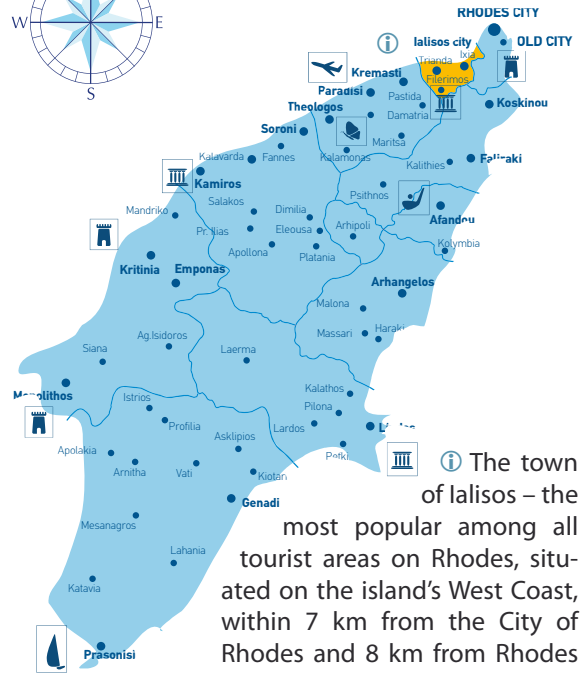 RHODES CITY
W
E
OLD CITY
Ialisos city
Ixia
Trianda
Kremasti
Filerimos
Paradisi
Pastida
Koskinou
Theologos
Damatria
Soroni
Maritsa
Kalavarda
Fannes
Kalamonas
Faliraki
Kalithies
Kamiros
Psithnos
Salakos
Mandriko
Dimilia
Afandou
Pr. Ilias
Eleousa
Arhipoli
Kolymbia
Apollona
Platania
Kritinia
Emponas
Arhangelos
Malona
Massari
Haraki
Ag.Isidoros
Siana
Laerma
Monolithos
Istrios
Kalathos
Pilona
Profilia
Lardos
Asklipios
Apolakia
Arnitha
Vati
Kiotari
Genadi
Mesanagros
Lahania
Katavia
Prasonisi
S
i The town
of Ialisos – the
most popular among all
tourist areas on Rhodes, situ-
ated on the island’s West Coast,
within 7 km from the City of
Rhodes and 8 km from Rhodes